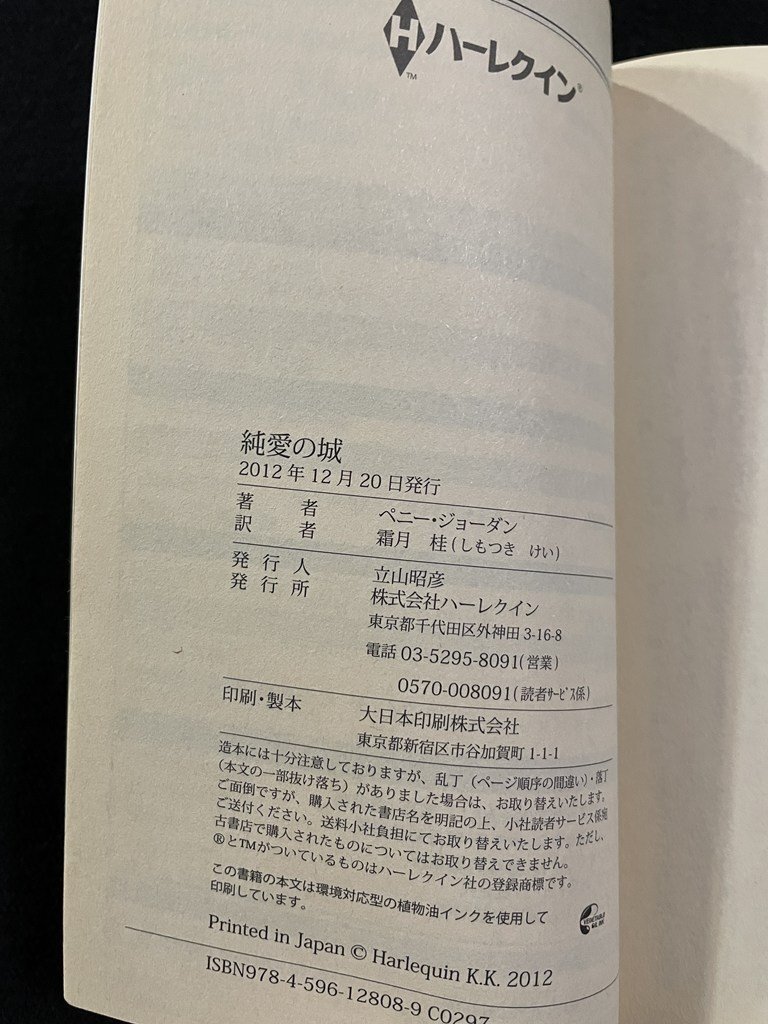 H ハーレクイン®
TM
純愛の城
2012年12月20日発行
著 者 ペニー・ジョーダン
訳 者 霜月 桂(しもつき けい)
発 行 人 立山昭彦
発 行 所 株式会社ハーレクイン
東京都千代田区外神田 3-16-8
電話 03-5295-8091(営業)
0570-008091(読者ｻｰﾋﾞｽ係)
印刷・製本 大日本印刷株式会社
東京都新宿区市谷加賀町 1-1-1
造本には十分注意しておりますが、乱丁（ページ順序の間違い）・落丁
（本文の一部抜け落ち）がありました場合は、お取り替えいたします。
ご面倒ですが、購入された書店名を明記の上、小社読者サービス係宛
ご送付ください。送料小社負担にてお取り替えいたします。ただし、
古書店で購入されたものについてはお取り替えできません。
®とTMがついているものはハーレクイン社の登録商標です。
この書籍の本文は環境対応型の植物油インクを使用して
印刷しています。
Printed in Japan © Harlequin K.K. 2012
ISBN978-4-596-12808-9 C0297